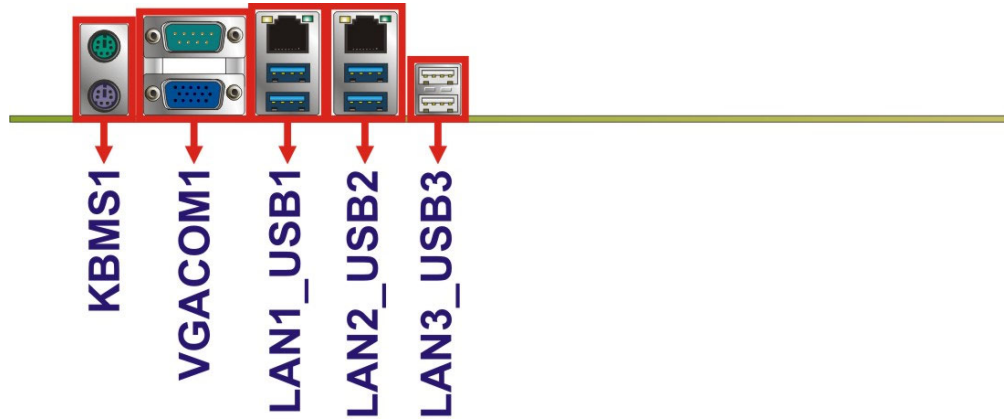 KBMS1
VGACOM1
LAN1_USB1
LAN2_USB2
LAN3_USB3